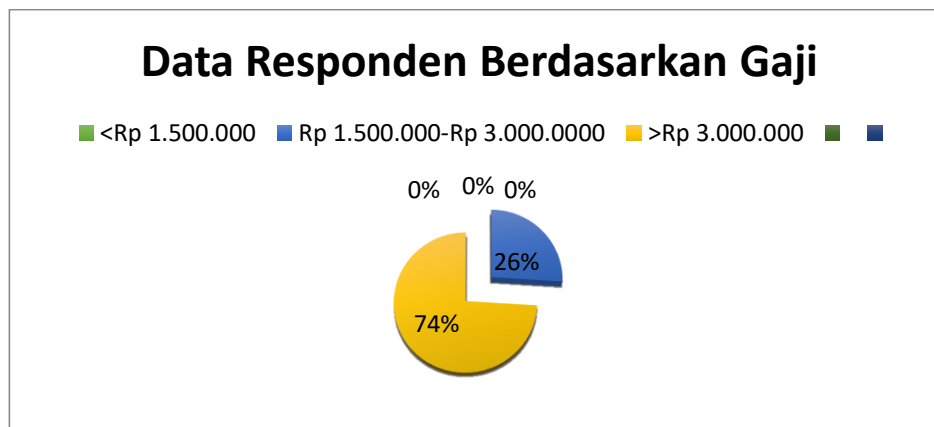 Data Responden Berdasarkan Gaji
<Rp 1.500.000 Rp 1.500.000-Rp 3.000.0000 >Rp 3.000.000
0% 0% 0%
26%
74%